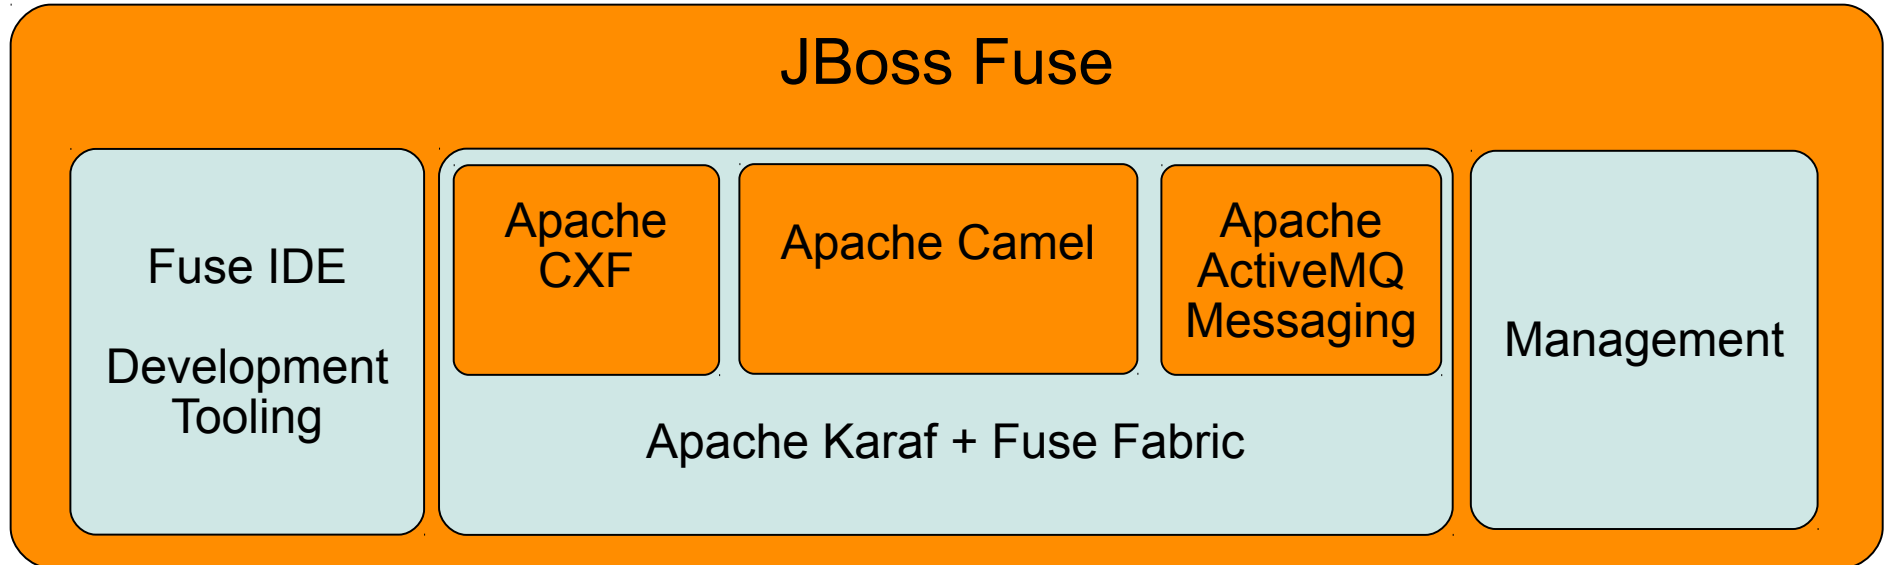 JBoss Fuse
Fuse IDE
Development
Tooling
Apache
CXF
Apache Camel
Apache
ActiveMQ
Messaging
Apache Karaf + Fuse Fabric
Management